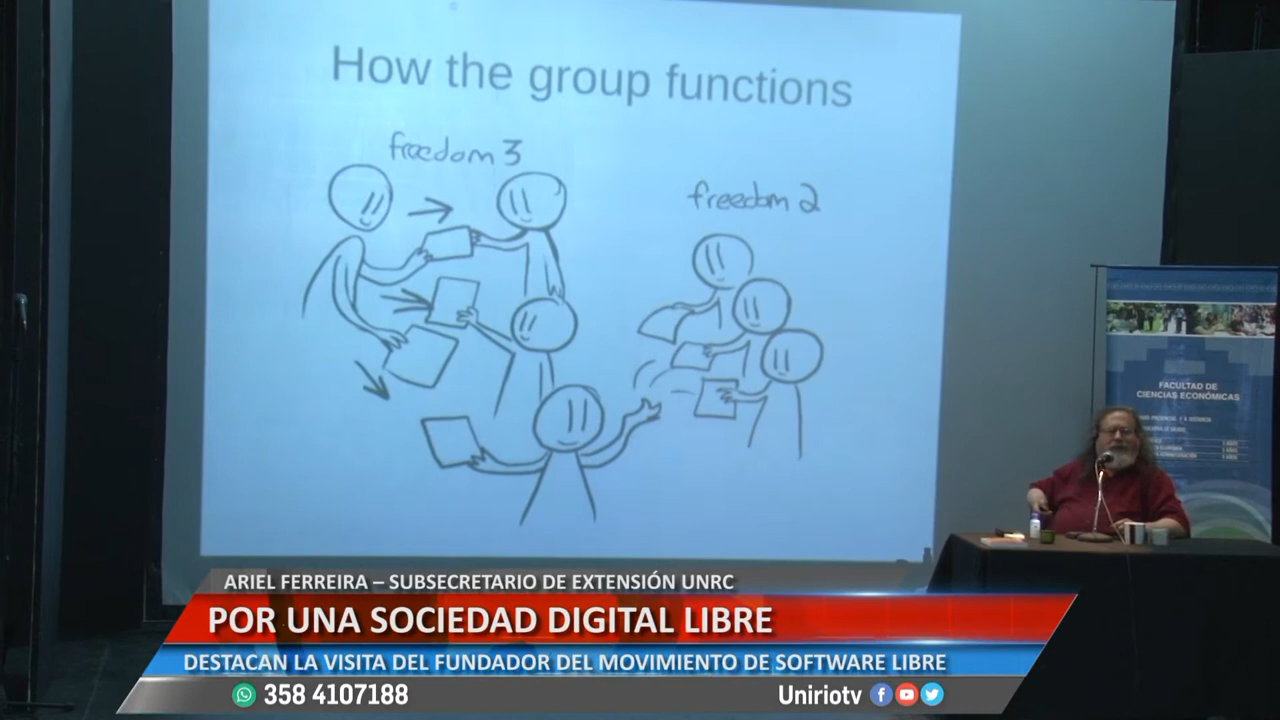 How the group functions
freedom 3
freedom 2
FACULTAD DE
CIENCIAS ECONÓMICAS
ARIEL FERREIRA – SUBSECRETARIO DE EXTENSIÓN UNRC
POR UNA SOCIEDAD DIGITAL LIBRE
DESTACAN LA VISITA DEL FUNDADOR DEL MOVIMIENTO DE SOFTWARE LIBRE
358 4107188
Uniriotv